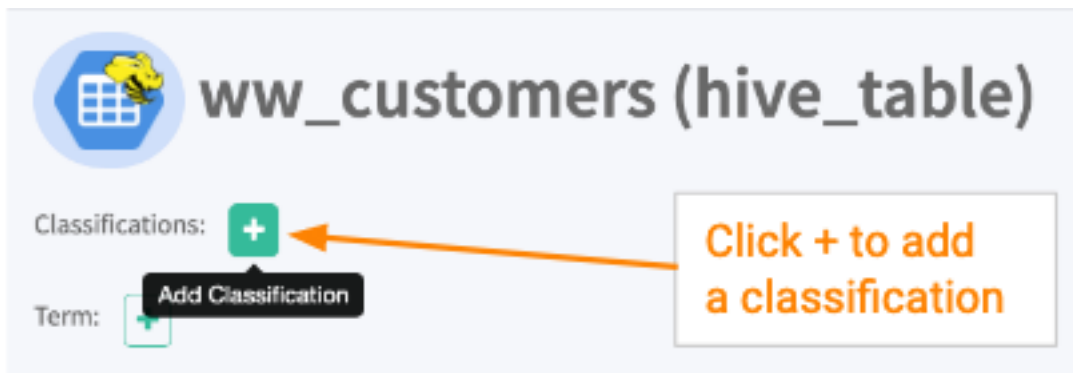 ww_customers (hive_table)
Classifications: +
Click + to add
a classification
Add Classification
Term: +